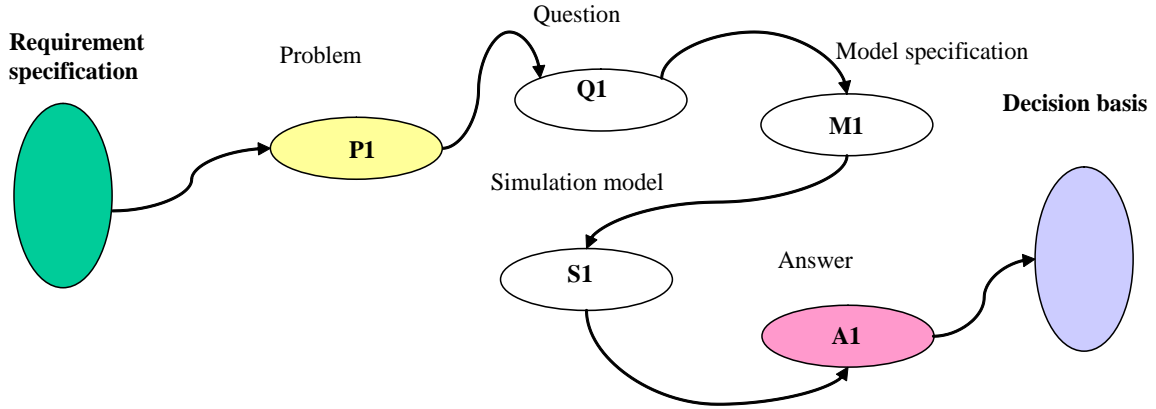 Requirement
specification
Problem
P1
Question
Q1
Model specification
M1
Simulation model
S1
Answer
A1
Decision basis